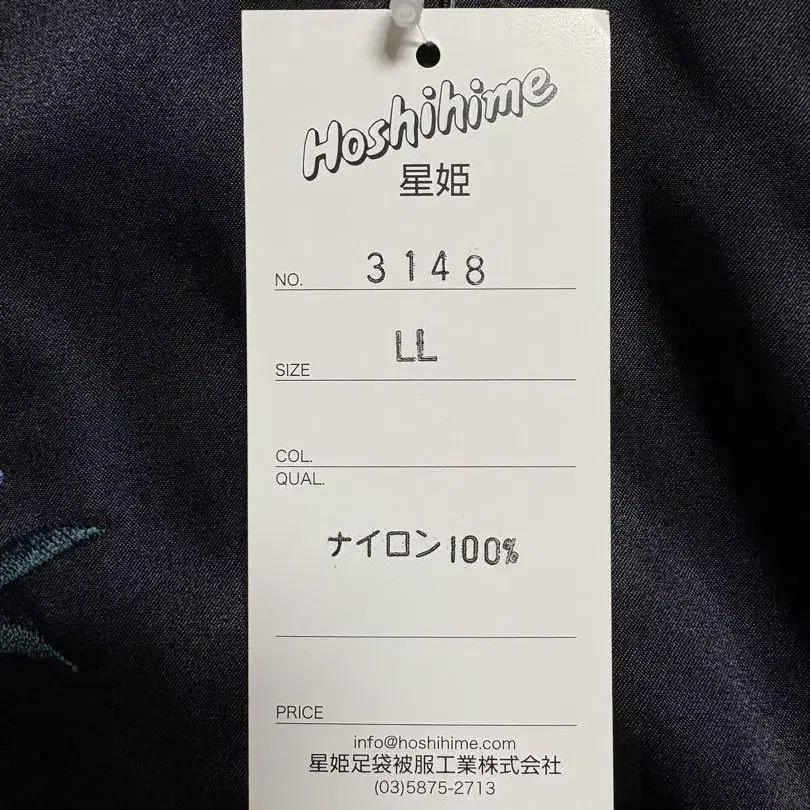 Hoshihime
星姫
NO. 3148
SIZE LL
COL.
QUAL.
ナイロン100%
PRICE
info@hoshihime.com
星姫足袋被服工業株式会社
(03)5875-2713